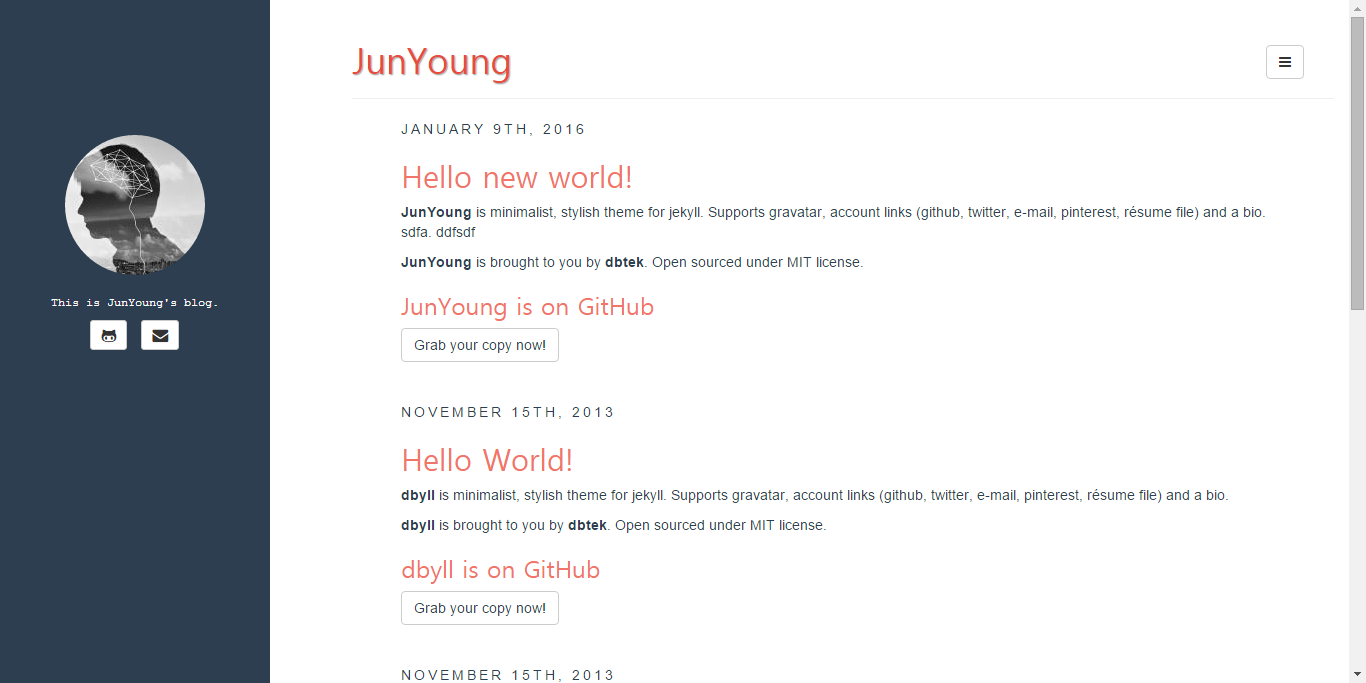 This is JunYoung's blog.
JunYoung
JANUARY 9TH, 2016
Hello new world!
JunYoung is minimalist, stylish theme for jekyll. Supports gravatar, account links (github, twitter, e-mail, pinterest, résume file) and a bio.
sdfa. ddfsdf
JunYoung is brought to you by dbtek. Open sourced under MIT license.
JunYoung is on GitHub
Grab your copy now!
NOVEMBER 15TH, 2013
Hello World!
dbyll is minimalist, stylish theme for jekyll. Supports gravatar, account links (github, twitter, e-mail, pinterest, résume file) and a bio.
dbyll is brought to you by dbtek. Open sourced under MIT license.
dbyll is on GitHub
Grab your copy now!
NOVEMBER 15TH, 2013